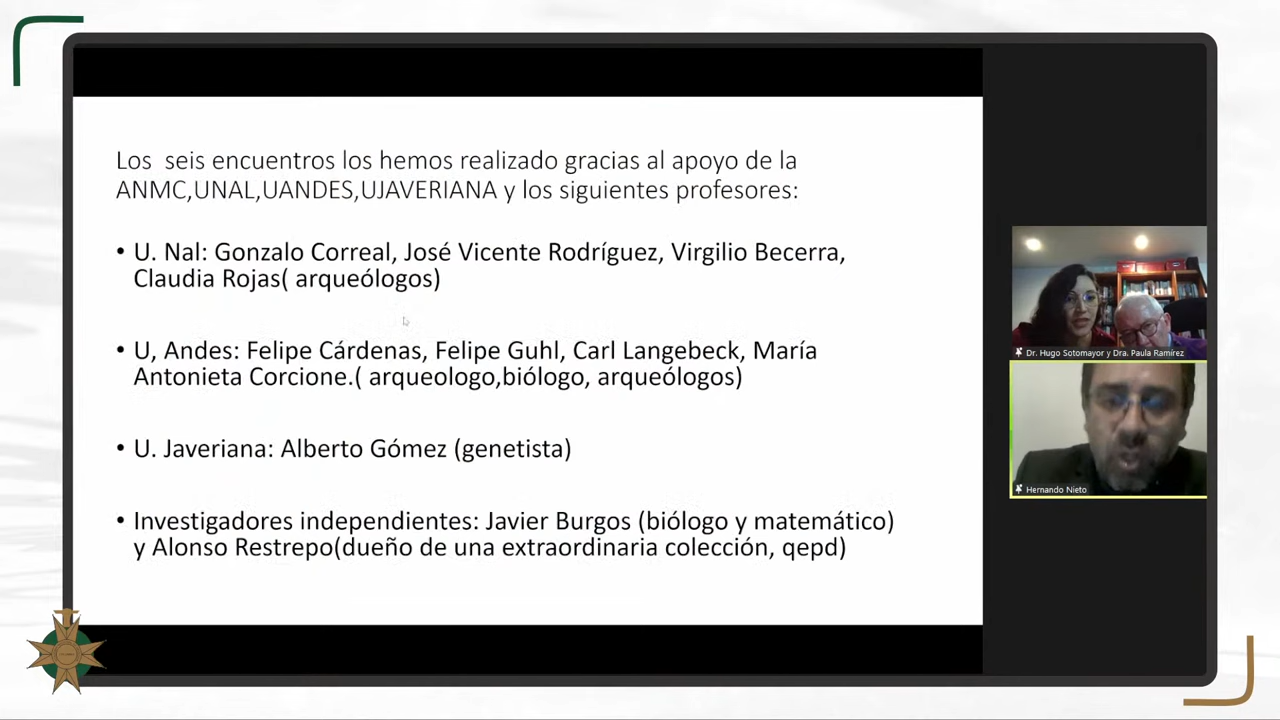 Los  seis encuentros los hemos realizado gracias al apoyo de la
ANMC,UNAL,UANDES,UJAVERIANA y los siguientes profesores:
• U. Nal: Gonzalo Correal, José Vicente Rodríguez, Virgilio Becerra,
Claudia Rojas( arqueólogos)
• U, Andes: Felipe Cárdenas, Felipe Guhl, Carl Langebeck, María
Antonieta Corcione.( arqueologo,biólogo, arqueólogos)
• U. Javeriana: Alberto Gómez (genetista)
• Investigadores independientes: Javier Burgos (biólogo y matemático)
y Alonso Restrepo(dueño de una extraordinaria colección, qepd)
Dr. Hugo Sotomayor y Dra. Paula Ramírez
Hernando Nieto